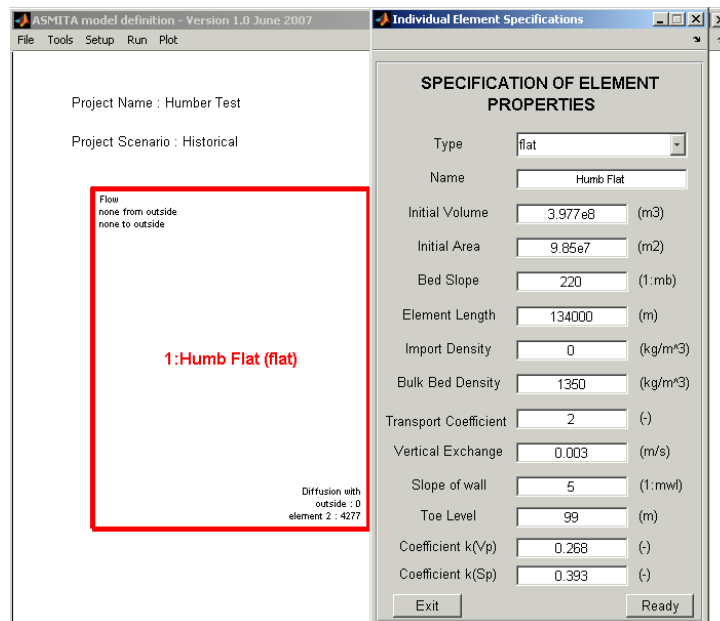 ASMITA model definition - Version 1.0 June 2007
File Tools Setup Run Plot
Project Name : Humber Test
Project Scenario : Historical
Flow
none from outside
none to outside
1:Humb Flat (flat)
Diffusion with
outside : 0
element 2 : 4277
Individual Element Specifications
SPECIFICATION OF ELEMENT
PROPERTIES
Type flat
Name Humb Flat
Initial Volume 3.977e8 (m3)
Initial Area 9.85e7 (m2)
Bed Slope 220 (1:mb)
Element Length 134000 (m)
Import Density 0 (kg/m^3)
Bulk Bed Density 1350 (kg/m^3)
Transport Coefficient 2 (-)
Vertical Exchange 0.003 (m/s)
Slope of wall 5 (1:mwl)
Toe Level 99 (m)
Coefficient k(Vp) 0.268 (-)
Coefficient k(Sp) 0.393 (-)
Exit Ready